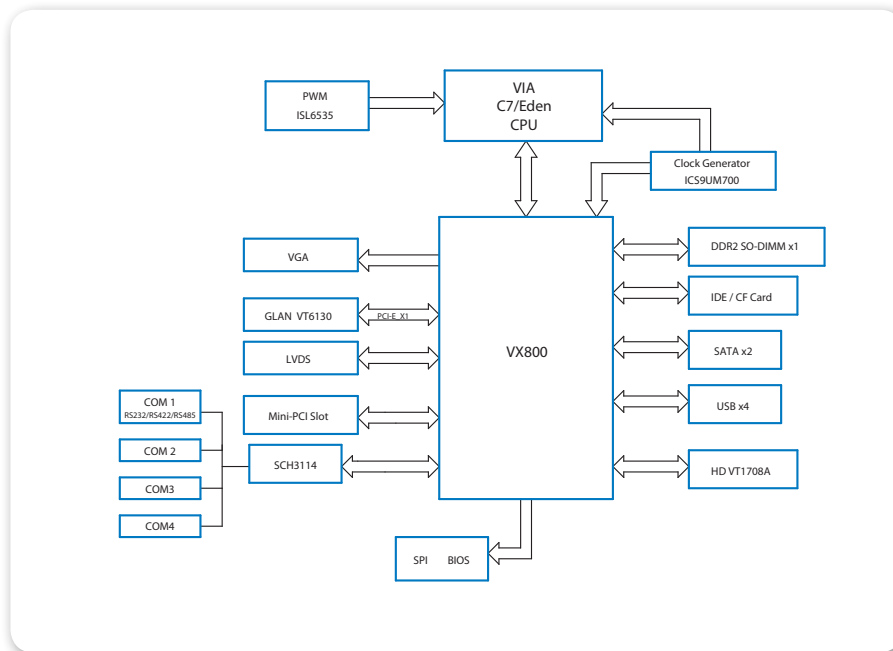 VIA
C7/Eden
CPU
PWM
ISL6535
Clock Generator
ICS9UM700
VGA
DDR2 SO-DIMM x1
GLAN VT6130
PCI-E_X1
IDE / CF Card
LVDS
VX800
SATA x2
COM 1
RS232/RS422/RS485
Mini-PCI Slot
USB x4
COM 2
SCH3114
HD VT1708A
COM3
COM4
SPI BIOS